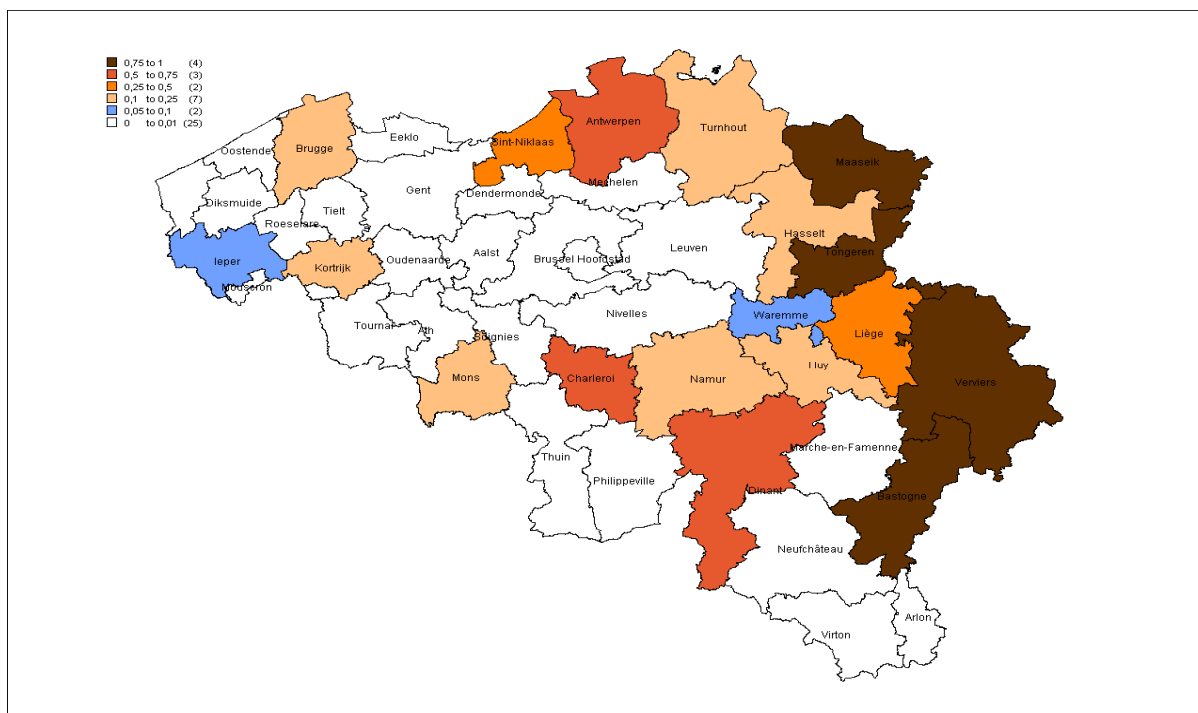 0,75 to 1 (4)
0,5 to 0,75 (3)
0,25 to 0,5 (2)
0,1 to 0,25 (7)
0,05 to 0,1 (2)
0 to 0,01 (25)
Antwerpen
Turnhout
Eeklo
Sint-Niklaas
Brugge
Oostende
Maaseik
Mechelen
Gent
Dendermonde
Diksmuide
Tielt
Roeselare
Hasselt
Leuven
Aalst
Tongeren
Ieper
Kortrijk
Oudenaarde
Brussel Hoofdstad
Mouscron
Nivelles
Waremme
Tournai
Ath
Soignies
Liège
Huy
Mons
Charleroi
Namur
Verviers
Marche-en-Famenne
Thuin
Philippeville
Dinant
Bastogne
Neufchâteau
Arlon
Virton